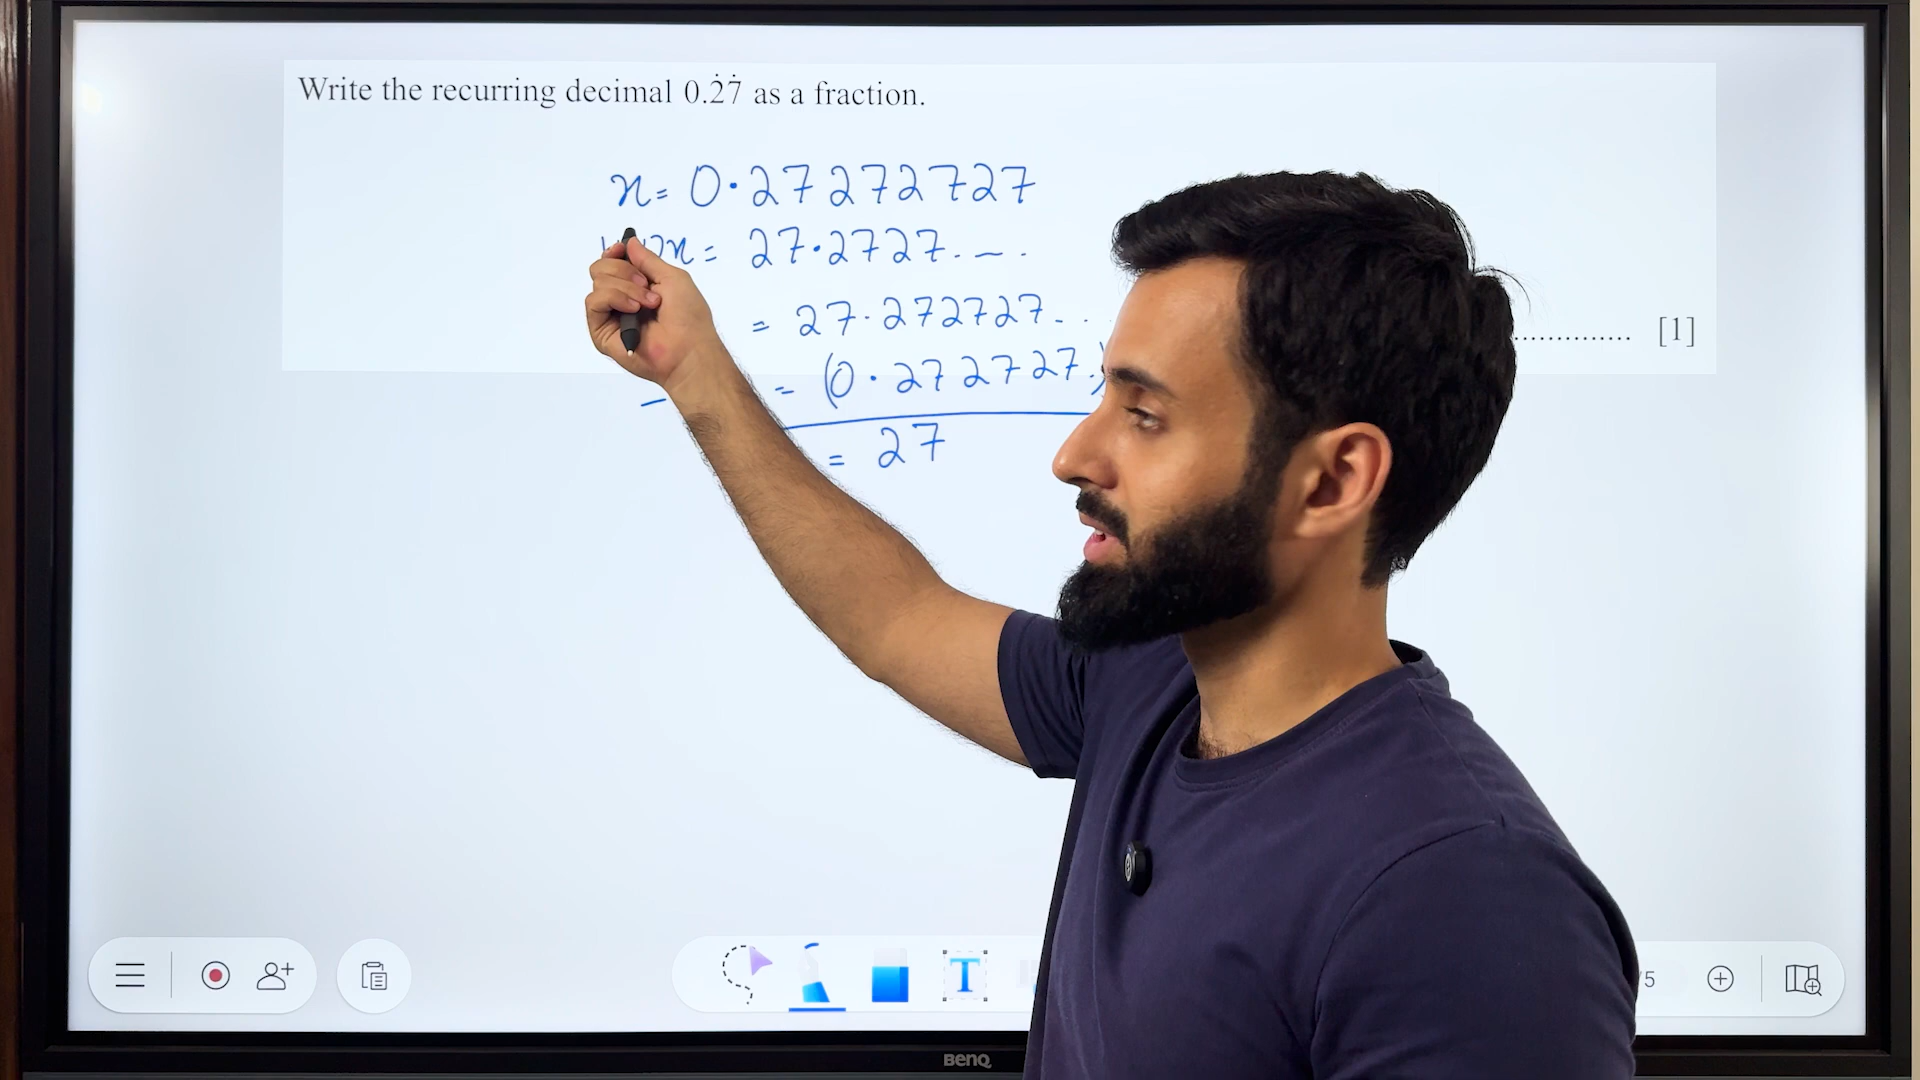 Write the recurring decimal 0.2̇7̇ as a fraction.
x = 0.27272727
x = 27.2727....
= 27.272727...
[1]
- = (0.272727.)
= 27
T
/5
BenQ